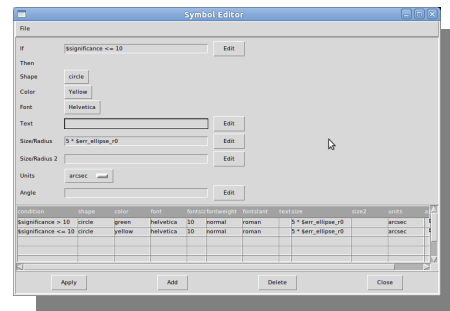 Symbol Editor
File
If $significance <= 10 Edit
Then
Shape circle
Color Yellow
Font Helvetica
Text Edit
Size/Radius 5 * $err_ellipse_r0 Edit
Size/Radius 2 Edit
Units arcsec
Angle Edit
condition shape color font fontsize fontweight fontslant text size size2 units
$significance > 10 circle green helvetica 10 normal roman 5 * $err_ellipse_r0 arcsec
$significance <= 10 circle yellow helvetica 10 normal roman 5 * $err_ellipse_r0 arcsec
Apply Add Delete Close